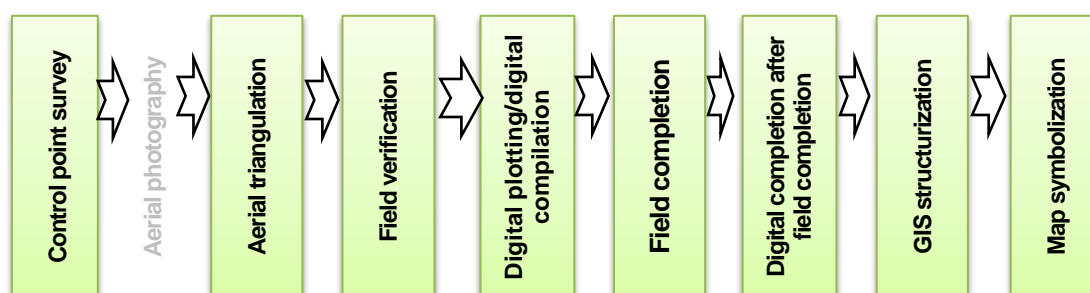 Control point survey
Aerial photography
Aerial triangulation
Field verification
Digital plotting/digital
compilation
Field completion
Digital completion after
field completion
GIS structurization
Map symbolization